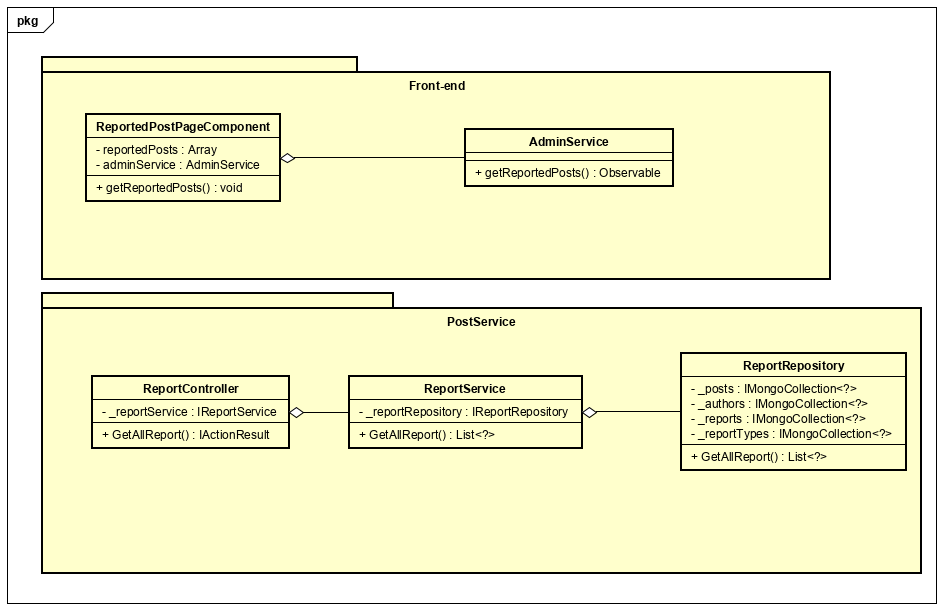 pkg
Front-end
ReportedPostPageComponent
- reportedPosts : Array
- adminService : AdminService
+ getReportedPosts() : void
AdminService
+ getReportedPosts() : Observable
PostService
ReportController
- _reportService : IReportService
+ GetAllReport() : IActionResult
ReportService
- _reportRepository : IReportRepository
+ GetAllReport() : List<?>
ReportRepository
- _posts : IMongoCollection<?>
- _authors : IMongoCollection<?>
- _reports : IMongoCollection<?>
- _reportTypes : IMongoCollection<?>
+ GetAllReport() : List<?>